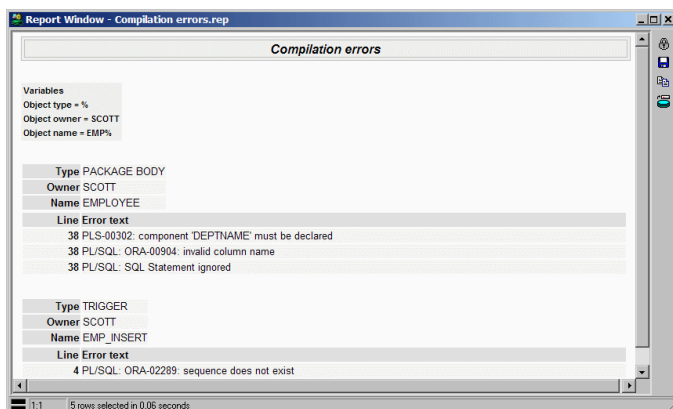 Report Window - Compilation errors.rep
Compilation errors
Variables
Object type = %
Object owner = SCOTT
Object name = EMP%
Type PACKAGE BODY
Owner SCOTT
Name EMPLOYEE
Line Error text
38 PLS-00302: component 'DEPTNAME' must be declared
38 PL/SQL: ORA-00904: invalid column name
38 PL/SQL: SQL Statement ignored
Type TRIGGER
Owner SCOTT
Name EMP_INSERT
Line Error text
4 PL/SQL: ORA-02289: sequence does not exist
1:1 5 rows selected in 0.06 seconds